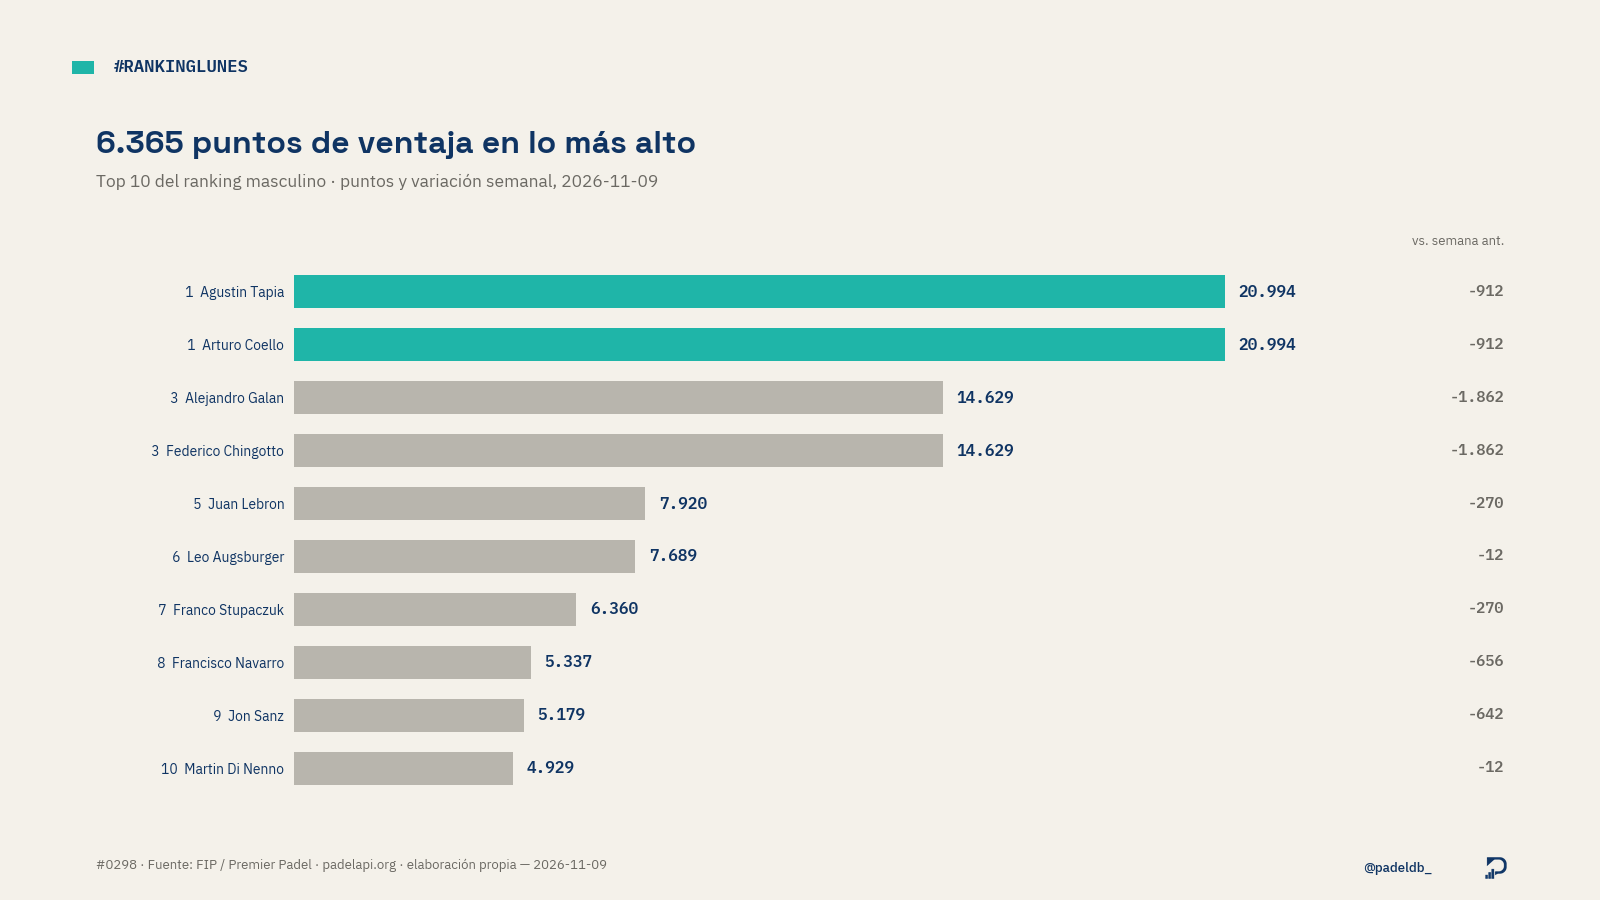 #RANKINGLUNES
6.365 puntos de ventaja en lo más alto
Top 10 del ranking masculino · puntos y variación semanal, 2026-11-09
vs. semana ant.
1 Agustin Tapia 20.994 -912
1 Arturo Coello 20.994 -912
3 Alejandro Galan 14.629 -1.862
3 Federico Chingotto 14.629 -1.862
5 Juan Lebron 7.920 -270
6 Leo Augsburger 7.689 -12
7 Franco Stupaczuk 6.360 -270
8 Francisco Navarro 5.337 -656
9 Jon Sanz 5.179 -642
10 Martin Di Nenno 4.929 -12
#0298 · Fuente: FIP / Premier Padel · padelapi.org · elaboración propia — 2026-11-09
@padeldb_